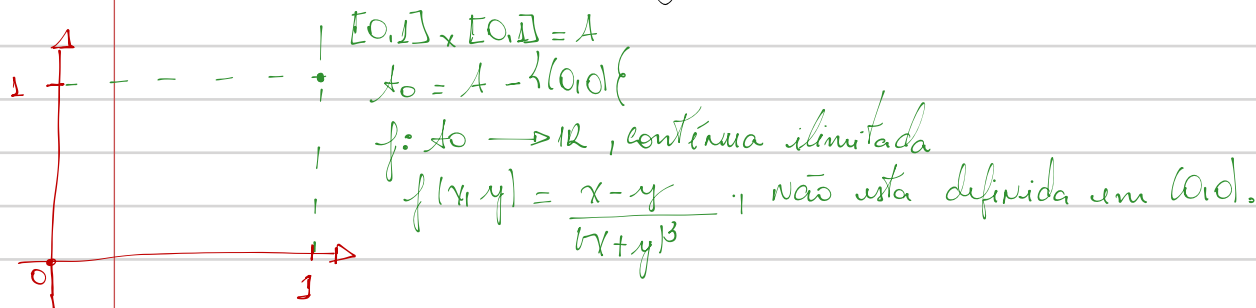 [0,1] x [0,1] = A
1
A0 = A - {(0,0)}
f: A0 → IR, contínua ilimitada
f(x,y) = x-y / (x+y)^3 ; não esta definida em (0,0).
0
1